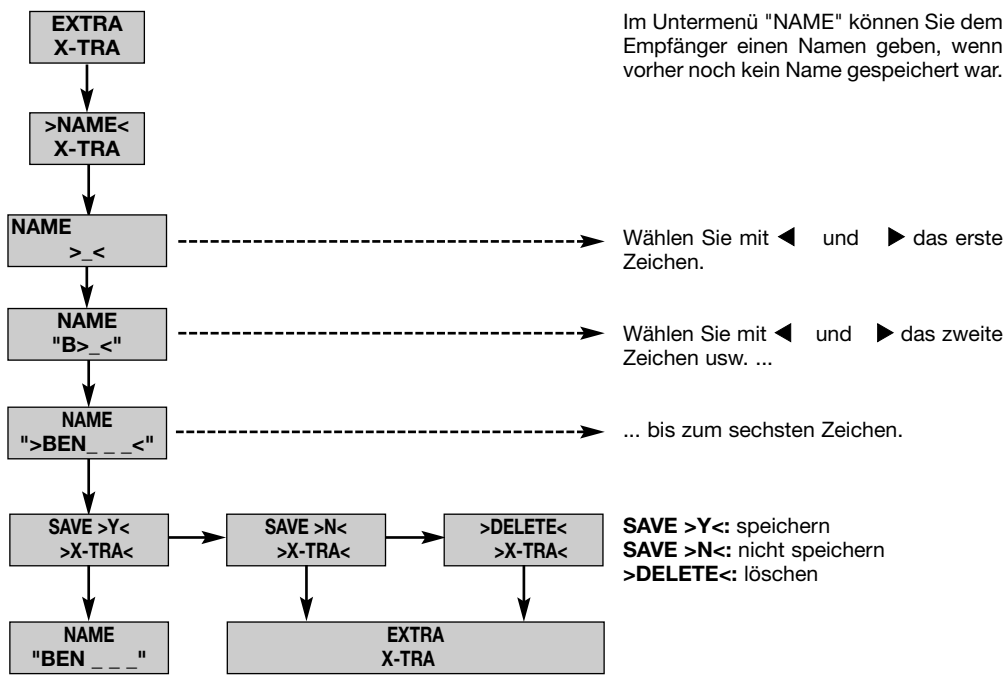 EXTRA
X-TRA
Im Untermenü "NAME" können Sie dem
Empfänger einen Namen geben, wenn
vorher noch kein Name gespeichert war.
>NAME<
X-TRA
NAME
>_<
Wählen Sie mit ◀ und ▶ das erste
Zeichen.
NAME
"B>_<"
Wählen Sie mit ◀ und ▶ das zweite
Zeichen usw. ...
NAME
">BEN_ _ _<"
... bis zum sechsten Zeichen.
SAVE >Y<
>X-TRA<
SAVE >N<
>X-TRA<
>DELETE<
>X-TRA<
SAVE >Y<: speichern
SAVE >N<: nicht speichern
>DELETE<: löschen
NAME
"BEN _ _ _"
EXTRA
X-TRA